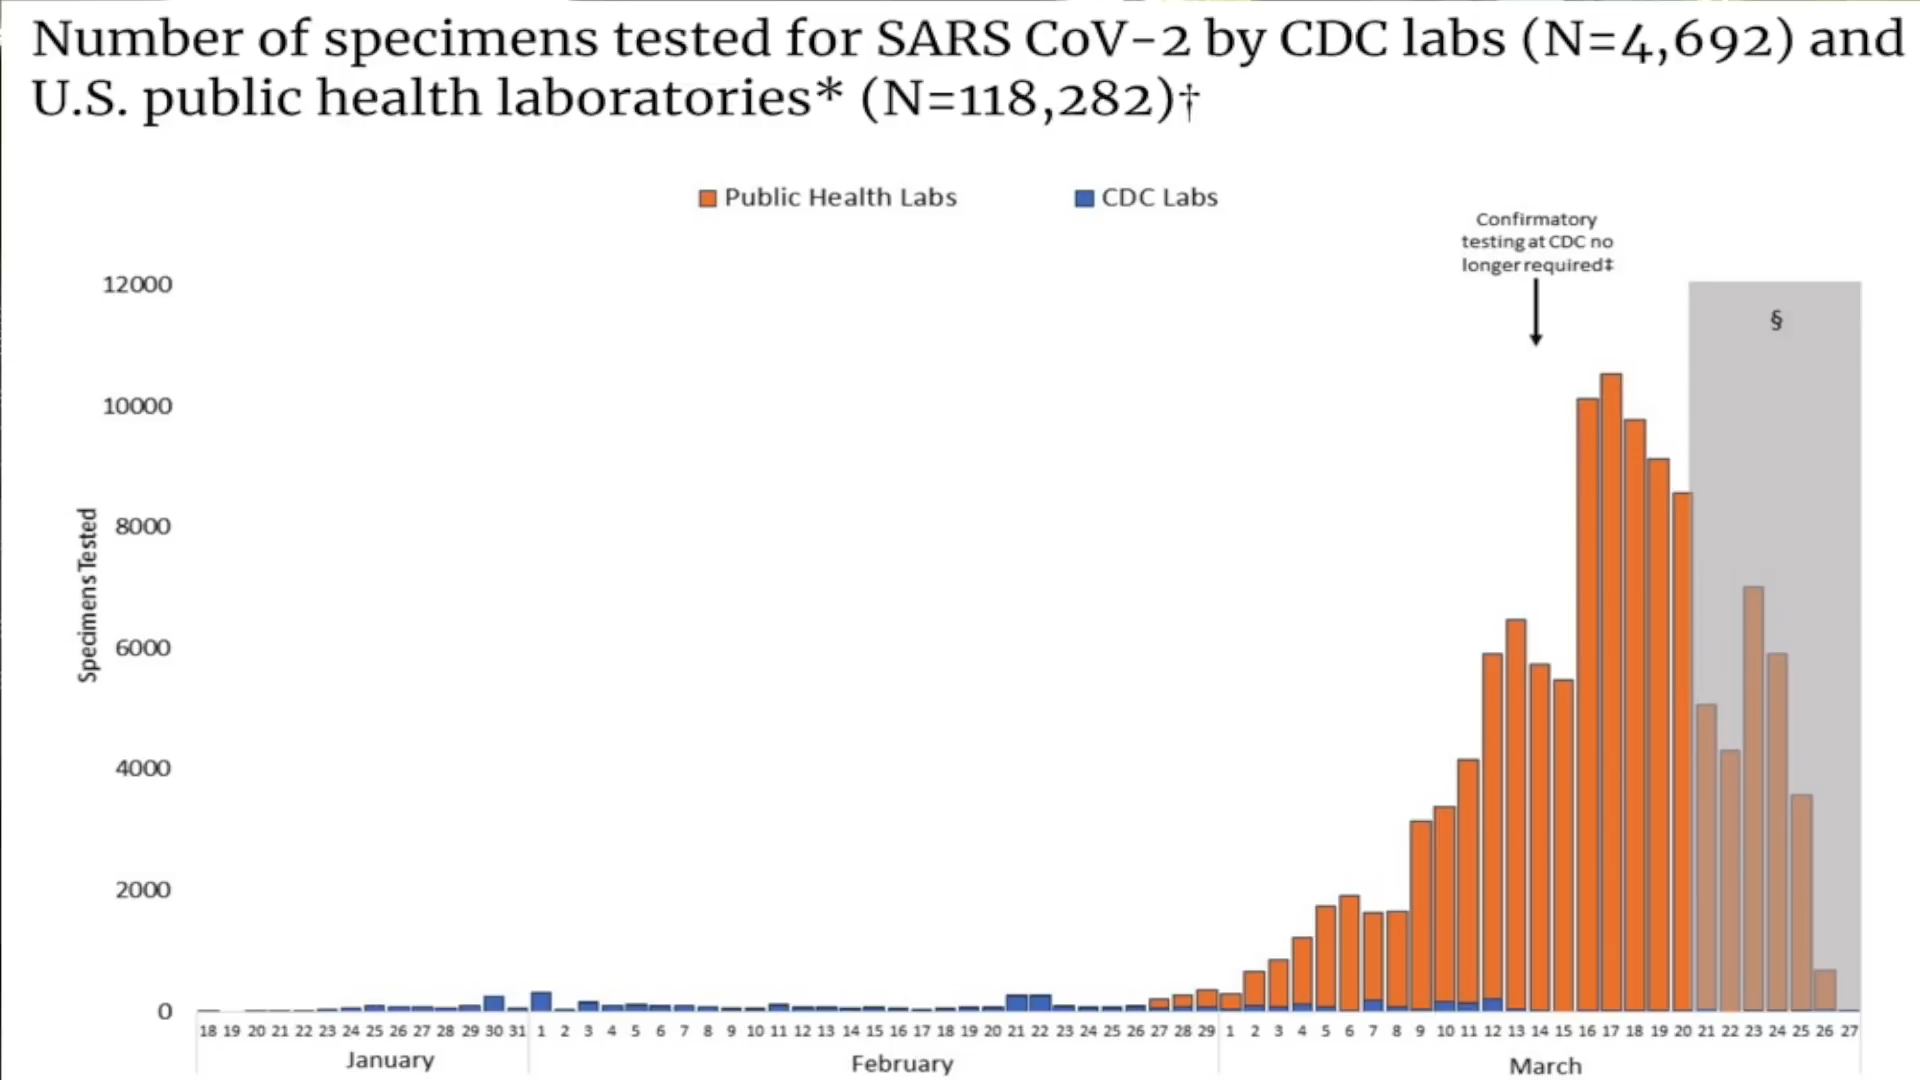 Number of specimens tested for SARS CoV-2 by CDC labs (N=4,692) and
U.S. public health laboratories* (N=118,282)†
Public Health Labs
CDC Labs
Confirmatory
testing at CDC no
longer required‡
§
Specimens Tested
12000
10000
8000
6000
4000
2000
0
18 19 20 21 22 23 24 25 26 27 28 29 30 31 1 2 3 4 5 6 7 8 9 10 11 12 13 14 15 16 17 18 19 20 21 22 23 24 25 26 27 28 29 1 2 3 4 5 6 7 8 9 10 11 12 13 14 15 16 17 18 19 20 21 22 23 24 25 26 27
January
February
March